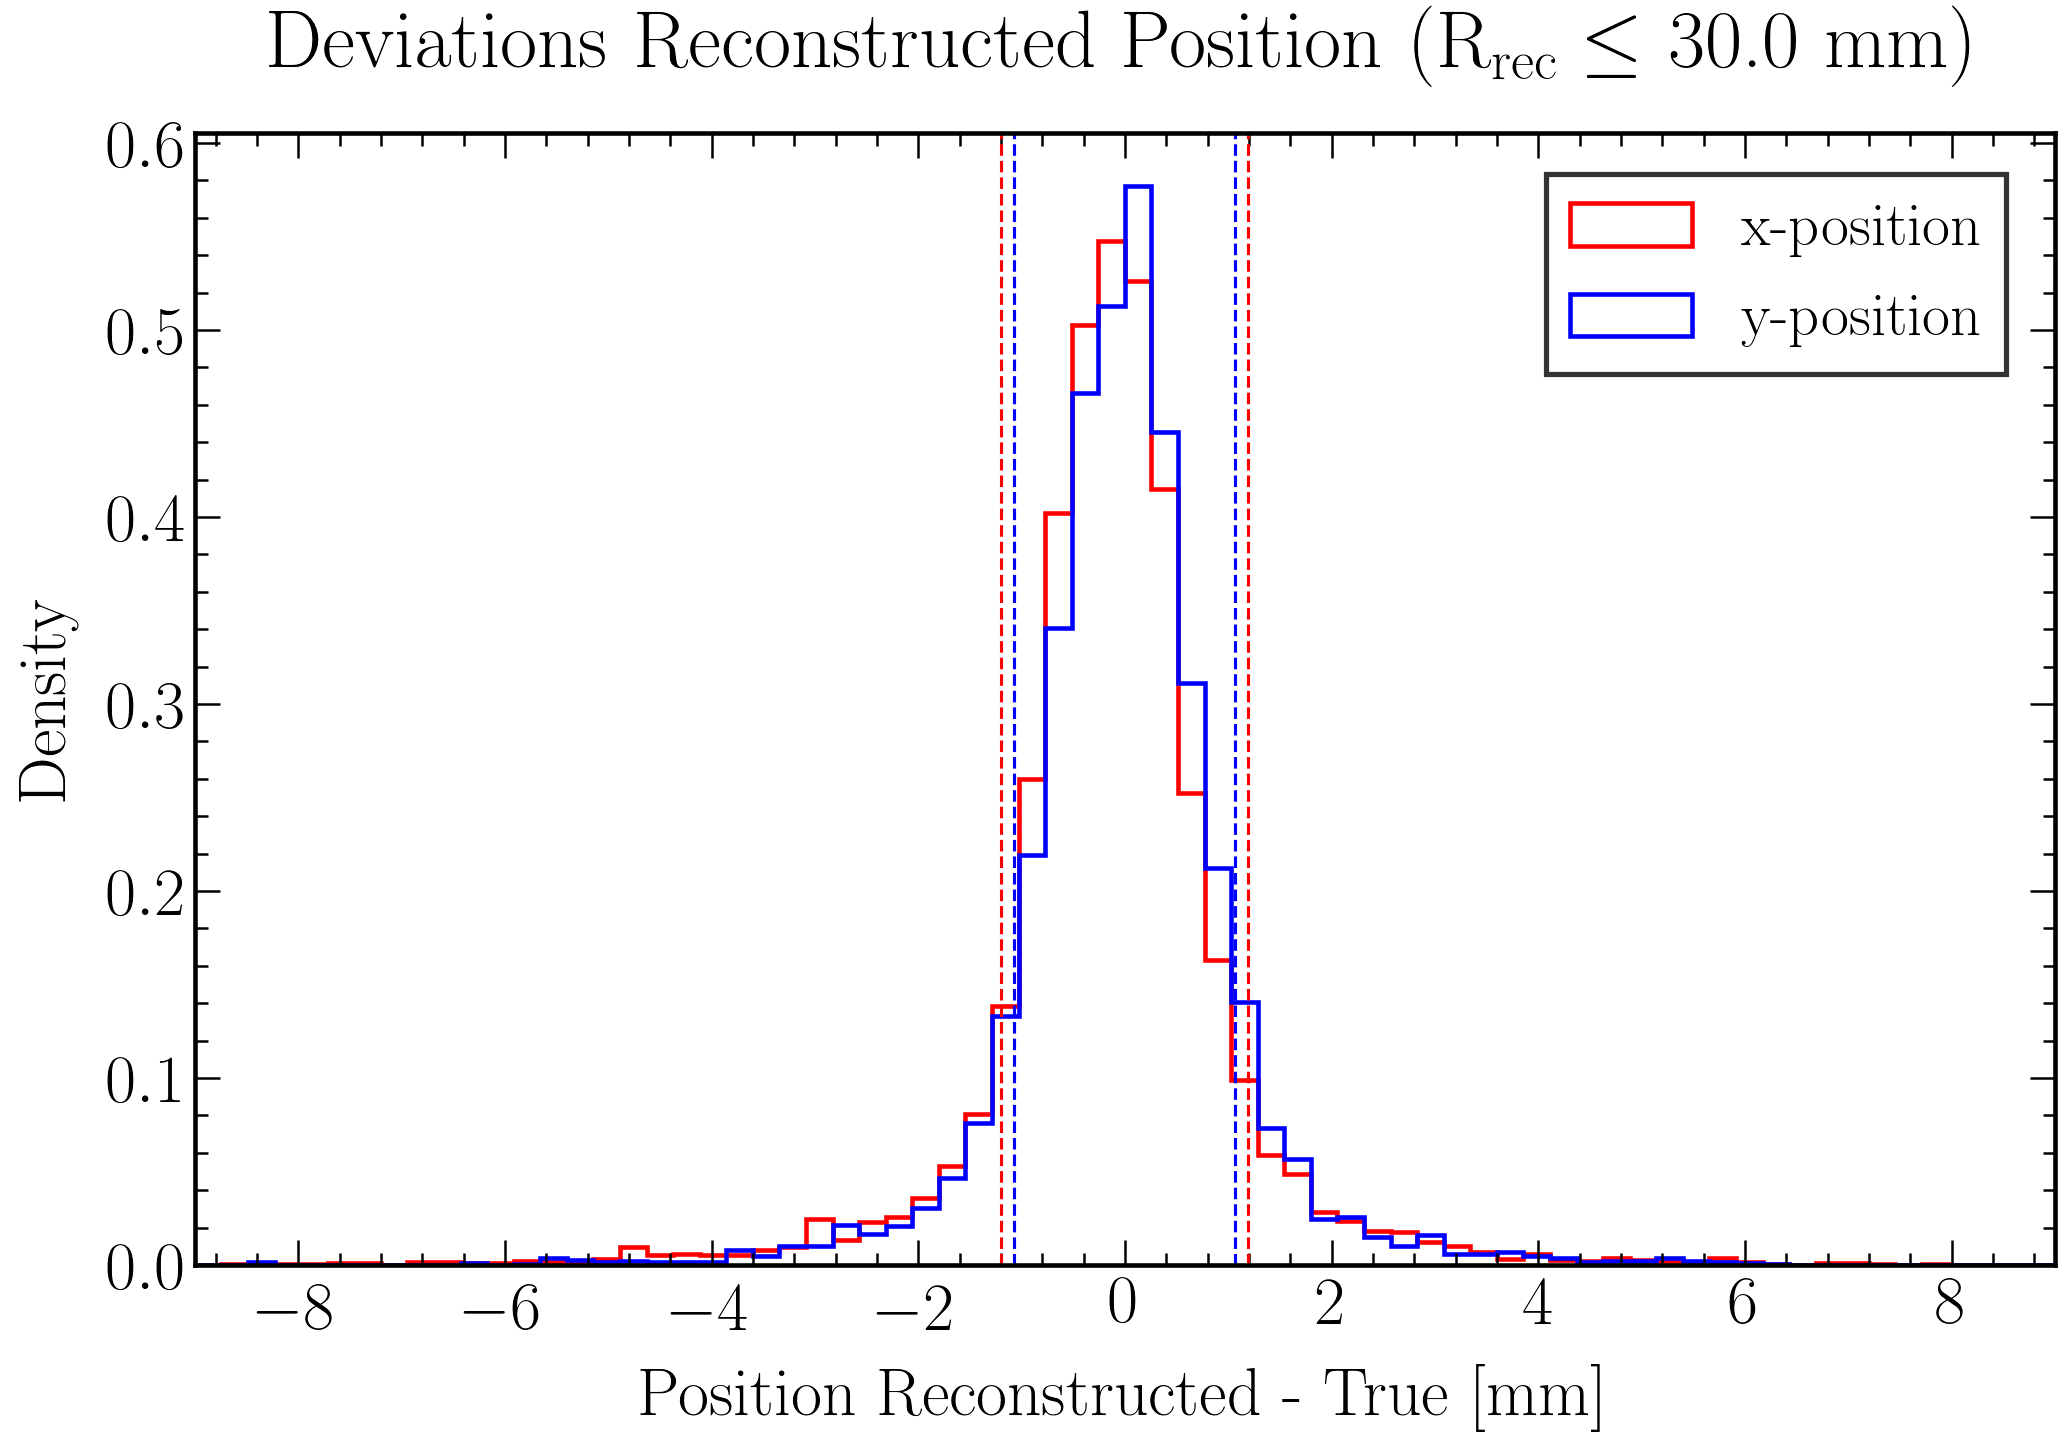 Deviations Reconstructed Position (R_rec ≤ 30.0 mm)
0.6
x-position
y-position
0.5
0.4
0.3
0.2
0.1
0.0
Density
−8 −6 −4 −2 0 2 4 6 8
Position Reconstructed - True [mm]